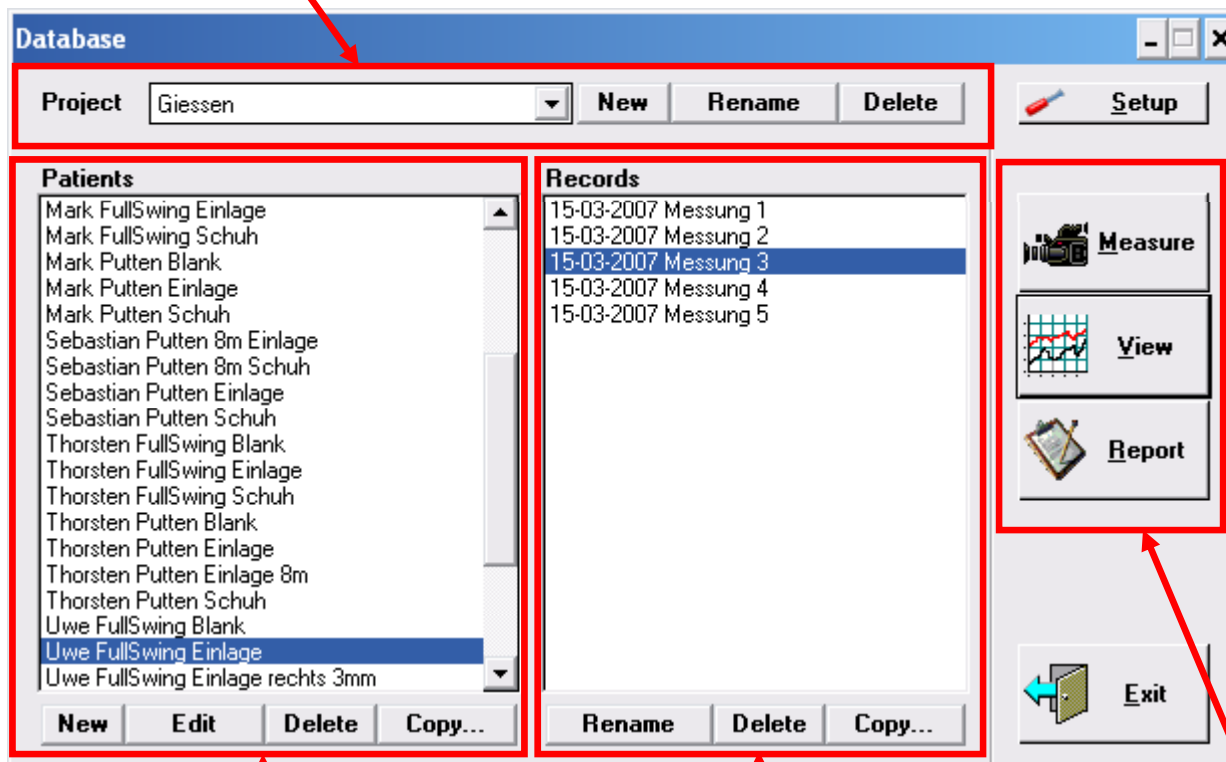 Database
Project Giessen New Rename Delete Setup
Patients
Mark FullSwing Einlage
Mark FullSwing Schuh
Mark Putten Blank
Mark Putten Einlage
Mark Putten Schuh
Sebastian Putten 8m Einlage
Sebastian Putten 8m Schuh
Sebastian Putten Einlage
Sebastian Putten Schuh
Thorsten FullSwing Blank
Thorsten FullSwing Einlage
Thorsten FullSwing Schuh
Thorsten Putten Blank
Thorsten Putten Einlage
Thorsten Putten Einlage 8m
Thorsten Putten Schuh
Uwe FullSwing Blank
Uwe FullSwing Einlage
Uwe FullSwing Einlage rechts 3mm
New Edit Delete Copy...
Records
15-03-2007 Messung 1
15-03-2007 Messung 2
15-03-2007 Messung 3
15-03-2007 Messung 4
15-03-2007 Messung 5
Rename Delete Copy...
Measure
View
Report
Exit